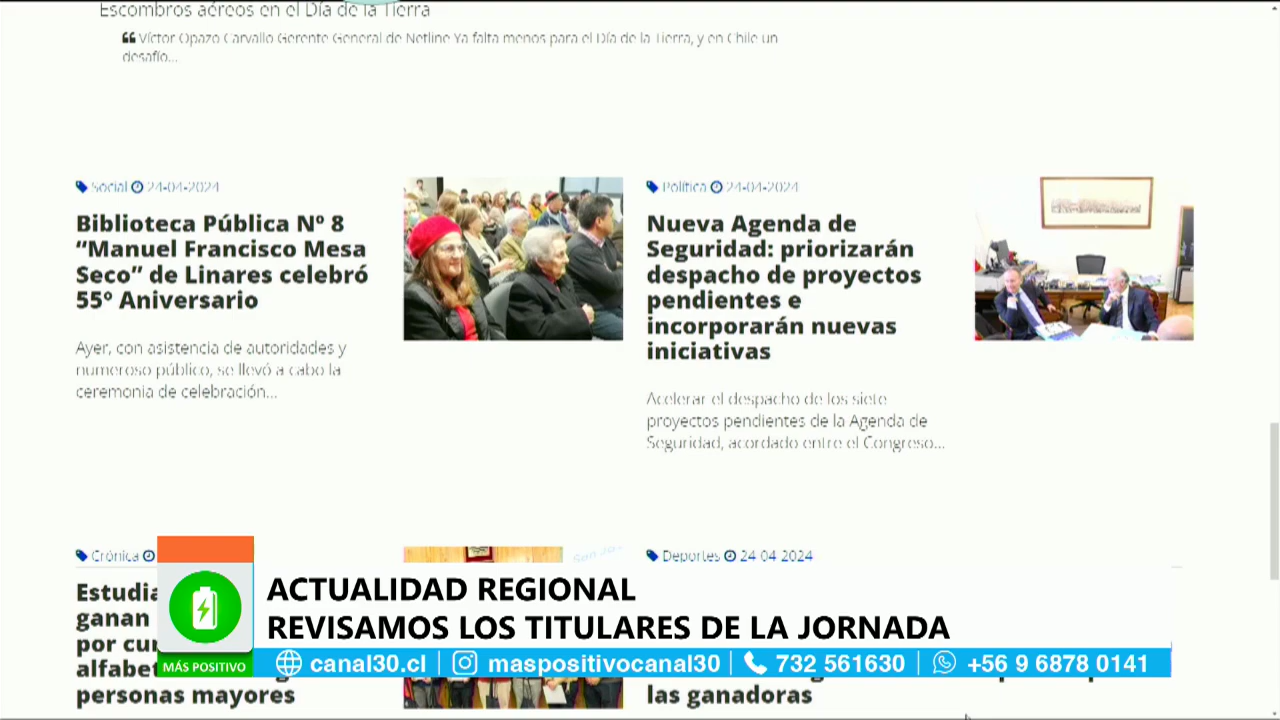 Escombros aéreos en el Día de la Tierra
Víctor Opazo Carvallo Gerente General de Netline Ya falta menos para el Día de la Tierra, y en Chile un
desafío...
Social 24-04-2024
Biblioteca Pública Nº 8
“Manuel Francisco Mesa
Seco” de Linares celebró
55º Aniversario
Ayer, con asistencia de autoridades y
numeroso público, se llevó a cabo la
ceremonia de celebración...
Política 24-04-2024
Nueva Agenda de
Seguridad: priorizarán
despacho de proyectos
pendientes e
incorporarán nuevas
iniciativas
Acelerar el despacho de los siete
proyectos pendientes de la Agenda de
Seguridad, acordado entre el Congreso...
Crónica
ganan
por
personas mayores
Deportes 24-04-2024
las ganadoras
ACTUALIDAD REGIONAL
REVISAMOS LOS TITULARES DE LA JORNADA
MÁS POSITIVO
canal30.cl | maspositivocanal30 | 732 561630 | +56 9 6878 0141